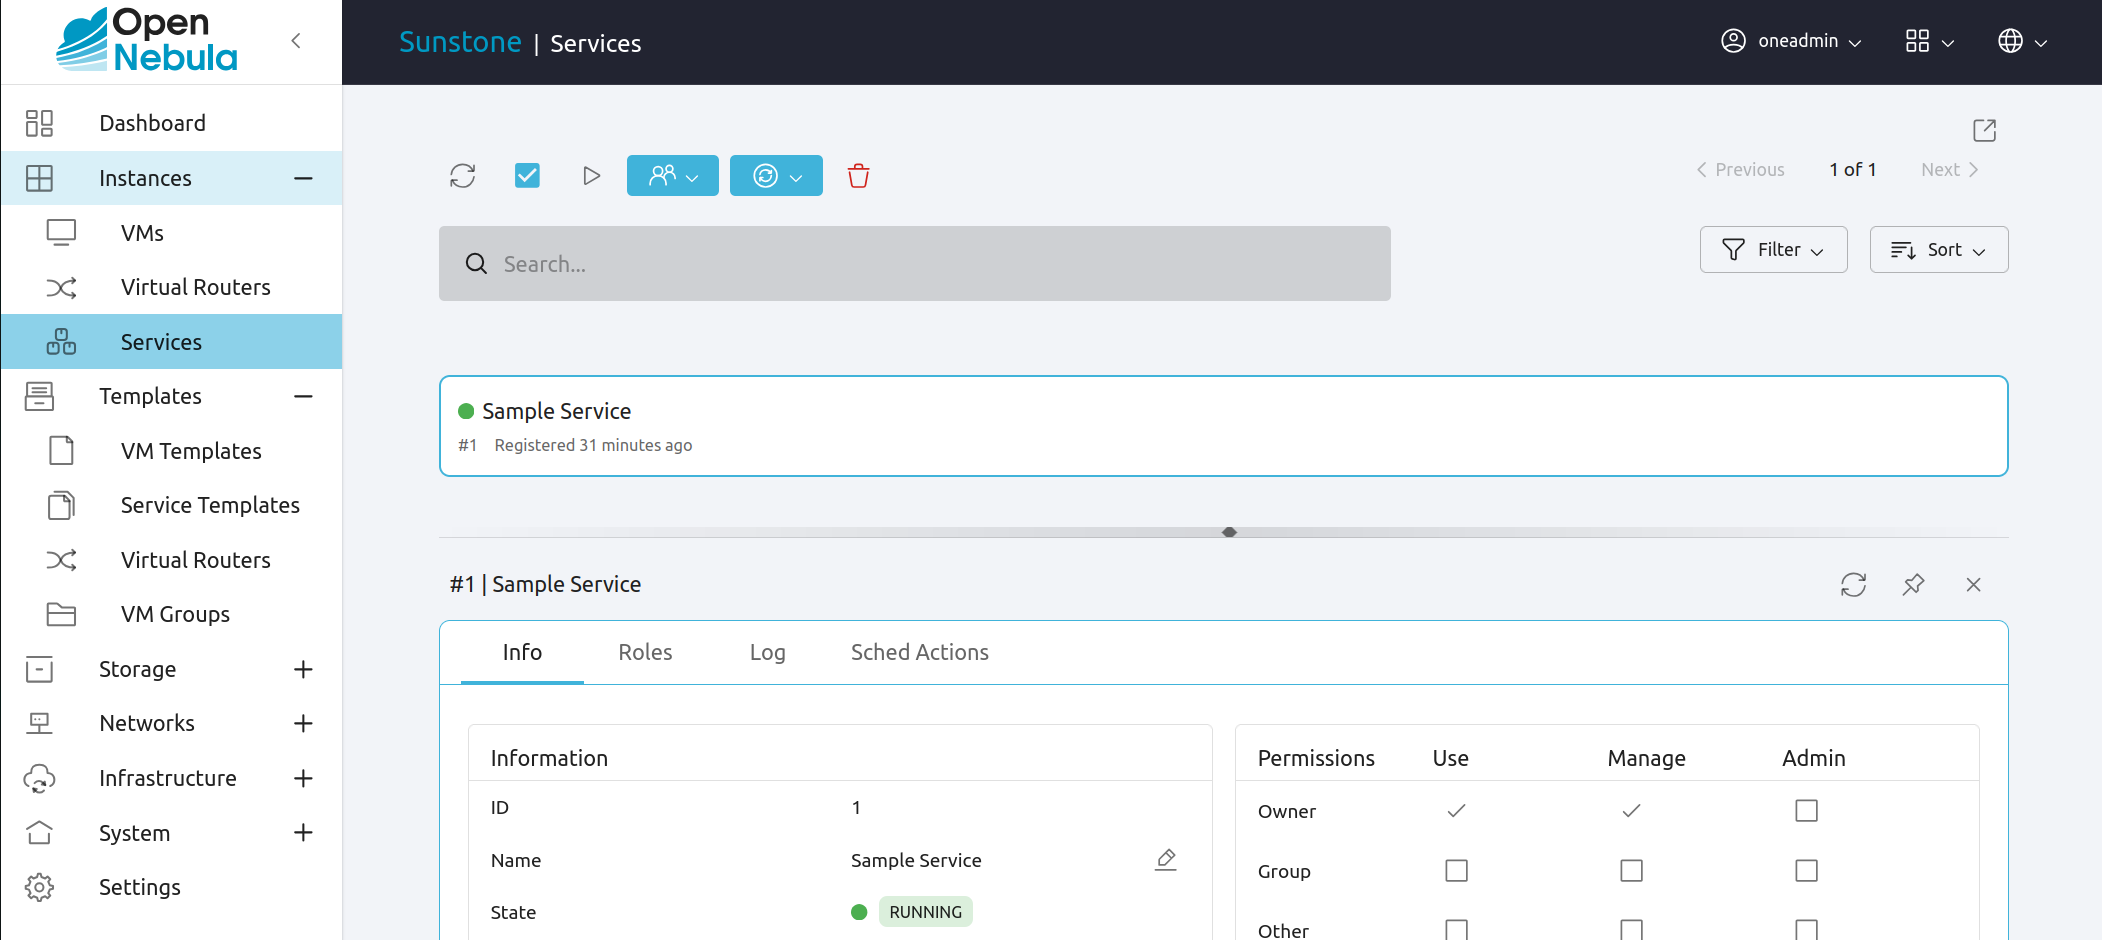 Open
Nebula
Sunstone | Services
oneadmin
Dashboard
Instances
VMs
Virtual Routers
Services
Templates
VM Templates
Service Templates
Virtual Routers
VM Groups
Storage
Networks
Infrastructure
System
Settings
Previous
1 of 1
Next
Search...
Filter
Sort
Sample Service
#1 Registered 31 minutes ago
#1 | Sample Service
Info
Roles
Log
Sched Actions
Information
ID
1
Name
Sample Service
State
RUNNING
Permissions
Use
Manage
Admin
Owner
Group
Other